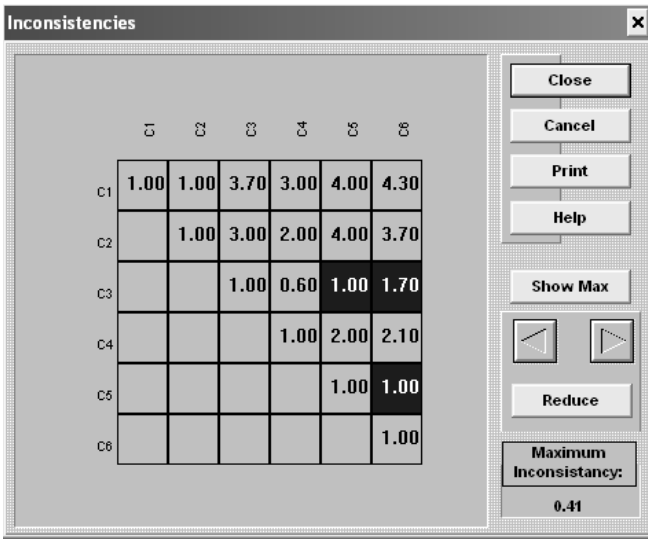 Inconsistencies
Close
Cancel
Print
Help
Show Max
Reduce
Maximum
Inconsistancy:
0.41
C1 C2 C3 C4 C5 C6
C1 1.00 1.00 3.70 3.00 4.00 4.30
C2 1.00 3.00 2.00 4.00 3.70
C3 1.00 0.60 1.00 1.70
C4 1.00 2.00 2.10
C5 1.00 1.00
C6 1.00